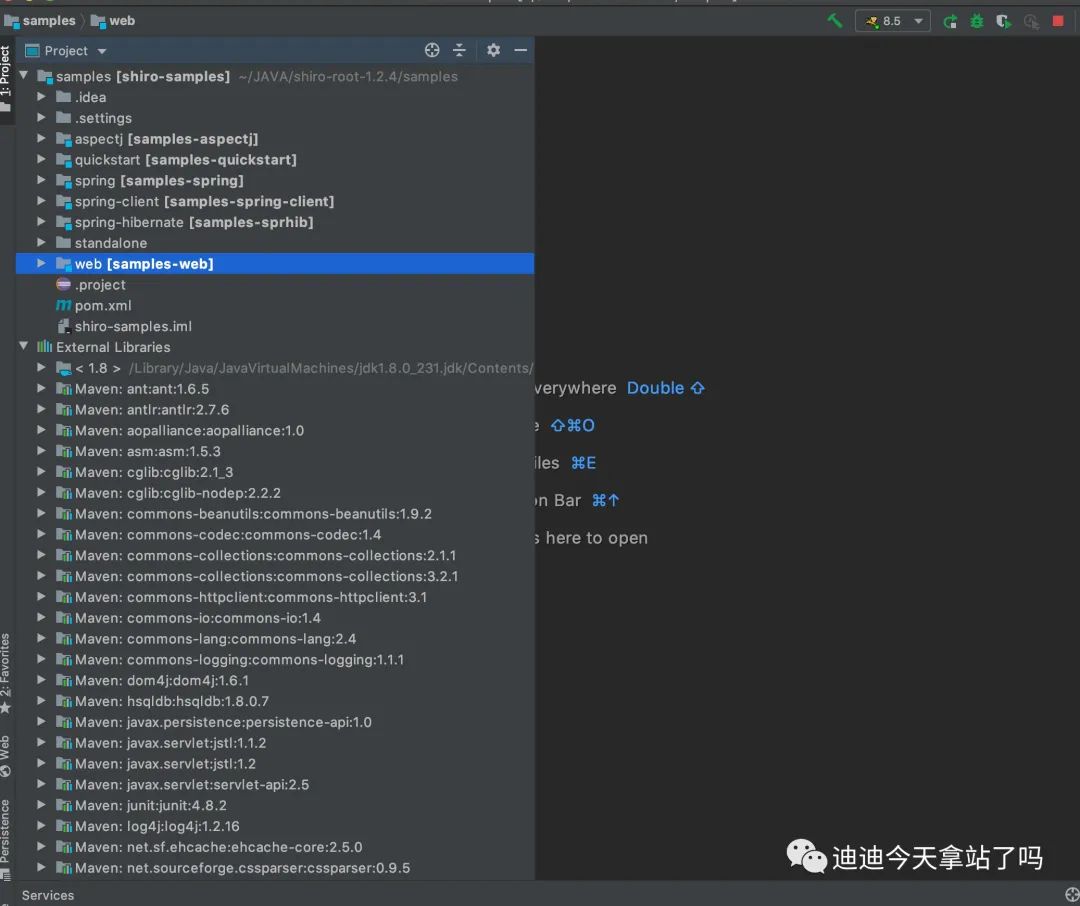 samples
web
8.5
1: Project
Project
samples [shiro-samples] ~/JAVA/shiro-root-1.2.4/samples
.idea
.settings
aspectj [samples-aspectj]
quickstart [samples-quickstart]
spring [samples-spring]
spring-client [samples-spring-client]
spring-hibernate [samples-sprhib]
standalone
web [samples-web]
.project
pom.xml
shiro-samples.iml
External Libraries
< 1.8 > /Library/Java/JavaVirtualMachines/jdk1.8.0_231.jdk/Contents/
Maven: ant:ant:1.6.5
Maven: antlr:antlr:2.7.6
Maven: aopalliance:aopalliance:1.0
Maven: asm:asm:1.5.3
Maven: cglib:cglib:2.1_3
Maven: cglib:cglib-nodep:2.2.2
Maven: commons-beanutils:commons-beanutils:1.9.2
Maven: commons-codec:commons-codec:1.4
Maven: commons-collections:commons-collections:2.1.1
Maven: commons-collections:commons-collections:3.2.1
Maven: commons-httpclient:commons-httpclient:3.1
Maven: commons-io:commons-io:1.4
Maven: commons-lang:commons-lang:2.4
Maven: commons-logging:commons-logging:1.1.1
Maven: dom4j:dom4j:1.6.1
Maven: hsqldb:hsqldb:1.8.0.7
Maven: javax.persistence:persistence-api:1.0
Maven: javax.servlet:jstl:1.1.2
Maven: javax.servlet:jstl:1.2
Maven: javax.servlet:servlet-api:2.5
Maven: junit:junit:4.8.2
Maven: log4j:log4j:1.2.16
Maven: net.sf.ehcache:ehcache-core:2.5.0
Maven: net.sourceforge.cssparser:cssparser:0.9.5
verywhere Double ⇧
e ⇧⌘O
iles ⌘E
on Bar ⌘↑
s here to open
2: Favorites
Web
Persistence
迪迪今天拿站了吗
Services